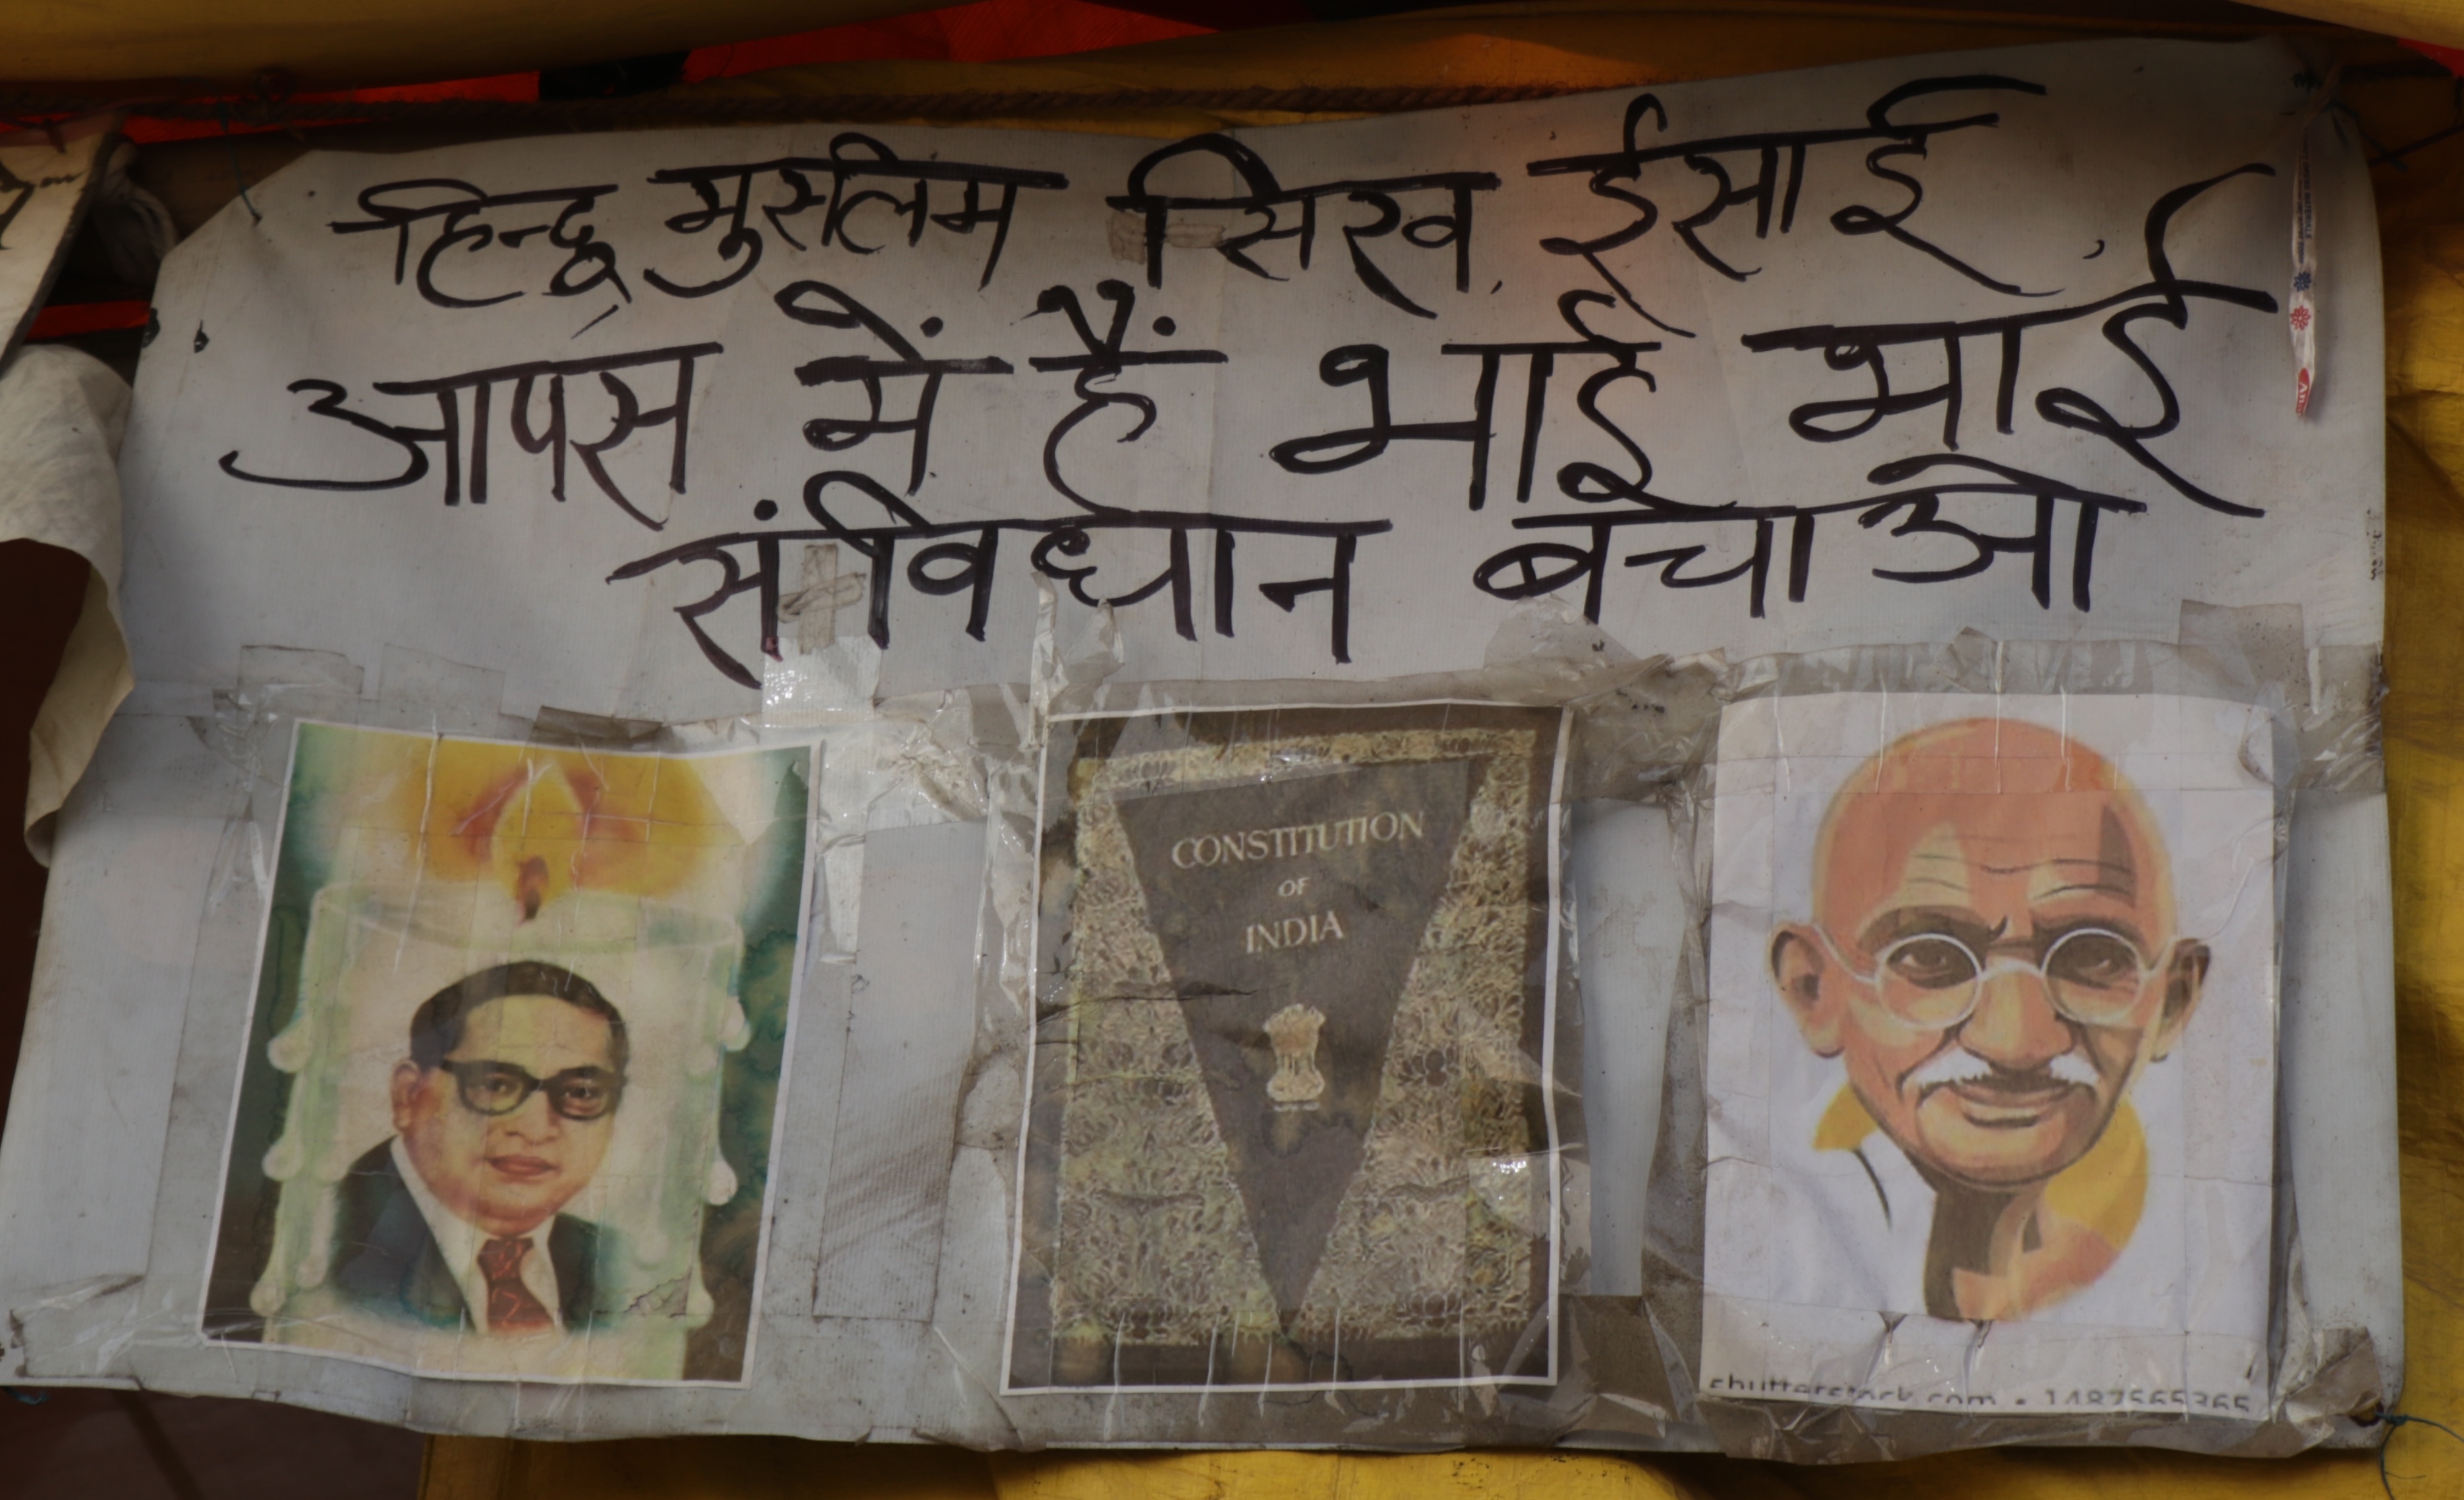 हिन्दू मुस्लिम सिख ईसाई
आपस में हैं भाई भाई
संविधान बचाओ
CONSTITUTION
OF
INDIA
shutterstock.com • 1487565365